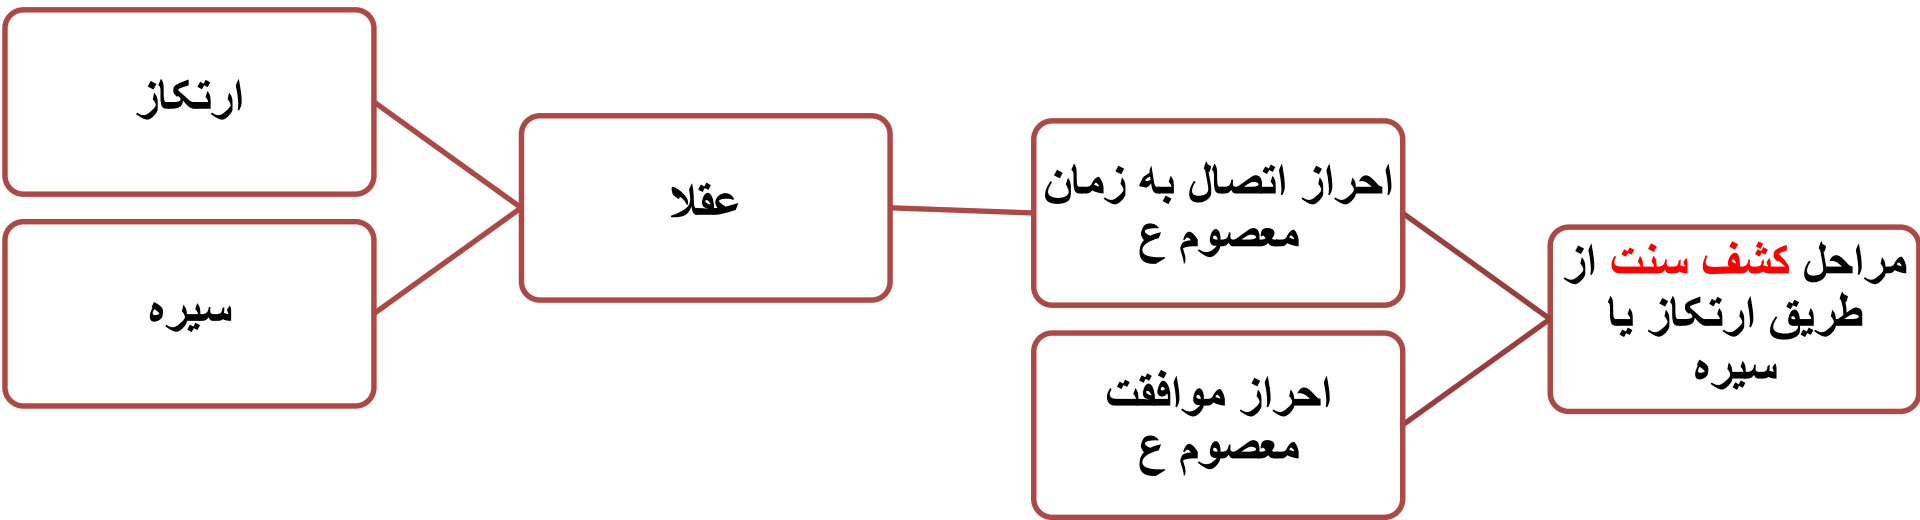 مراحل کشف سنت از
طریق ارتکاز یا
سیره
احراز اتصال به زمان
معصوم ع
احراز موافقت
معصوم ع
عقلا
ارتکاز
سیره